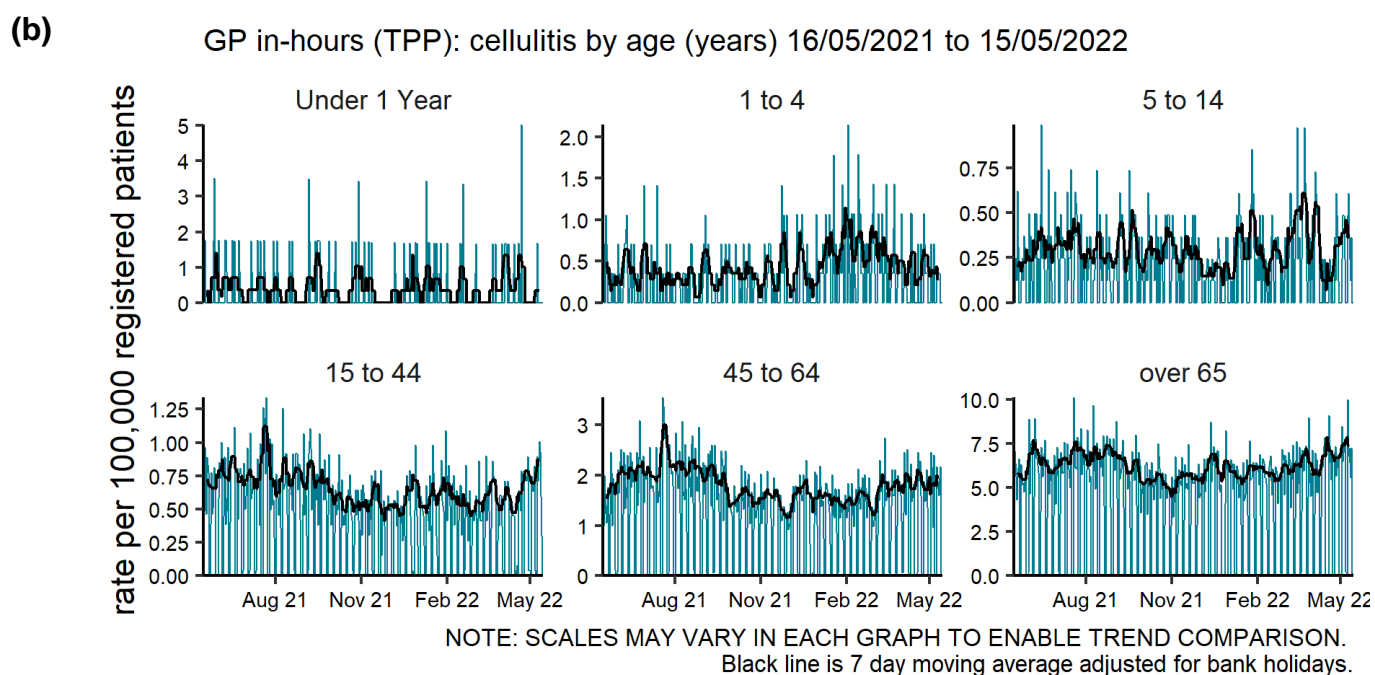 (b)
GP in-hours (TPP): cellulitis by age (years) 16/05/2021 to 15/05/2022
rate per 100,000 registered patients
Under 1 Year
1 to 4
5 to 14
5
4
3
2
1
0
2.0
1.5
1.0
0.5
0.0
0.75
0.50
0.25
0.00
15 to 44
45 to 64
over 65
1.25
1.00
0.75
0.50
0.25
0.00
3
2
1
0
10.0
7.5
5.0
2.5
0.0
Aug 21 Nov 21 Feb 22 May 22
Aug 21 Nov 21 Feb 22 May 22
Aug 21 Nov 21 Feb 22 May 22
NOTE: SCALES MAY VARY IN EACH GRAPH TO ENABLE TREND COMPARISON.
Black line is 7 day moving average adjusted for bank holidays.